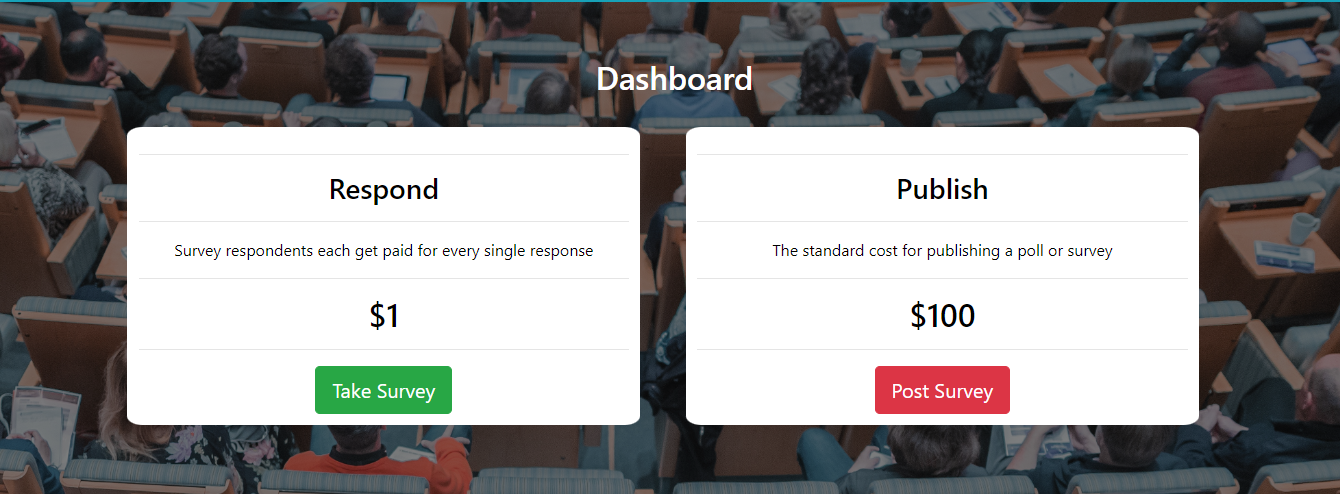 Dashboard
Respond
Survey respondents each get paid for every single response
$1
Take Survey
Publish
The standard cost for publishing a poll or survey
$100
Post Survey